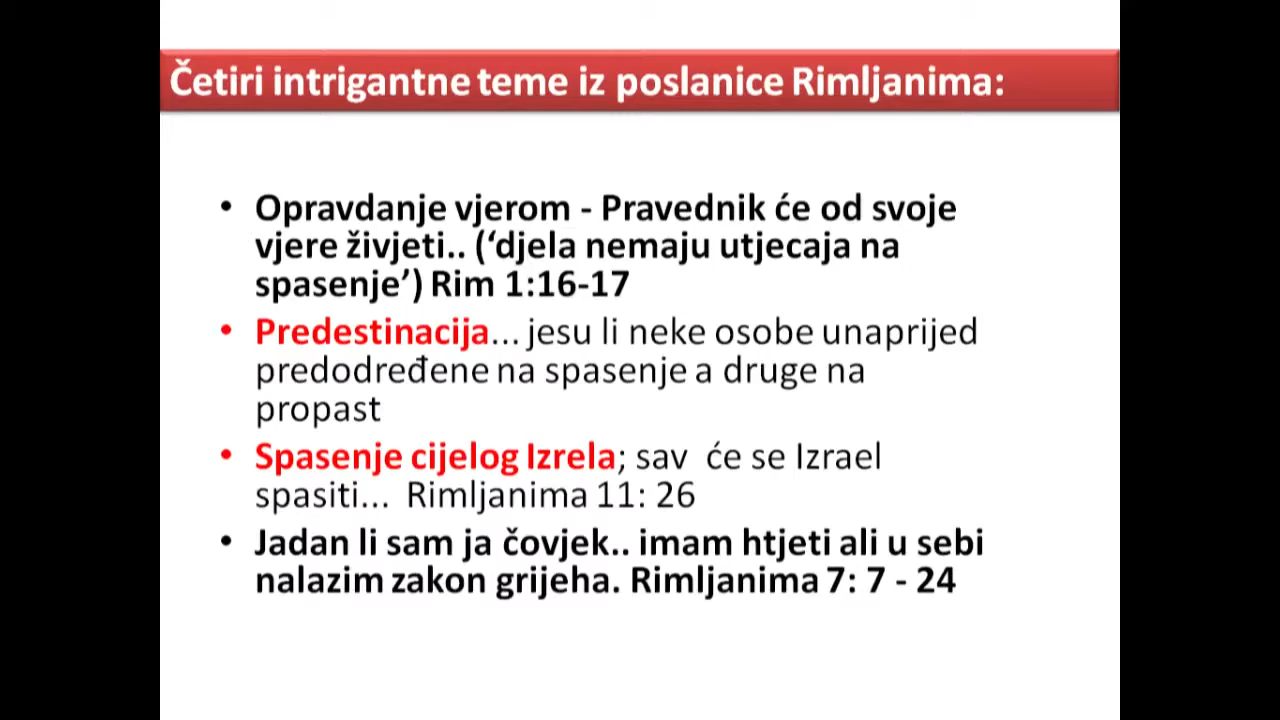 Četiri intrigantne teme iz poslanice Rimljanima:
• Opravdanje vjerom - Pravednik će od svoje
vjere živjeti.. (‘djela nemaju utjecaja na
spasenje’) Rim 1:16-17
• Predestinacija... jesu li neke osobe unaprijed
predodređene na spasenje a druge na
propast
• Spasenje cijelog Izrela; sav  će se Izrael
spasiti...  Rimljanima 11: 26
• Jadan li sam ja čovjek.. imam htjeti ali u sebi
nalazim zakon grijeha. Rimljanima 7: 7 - 24